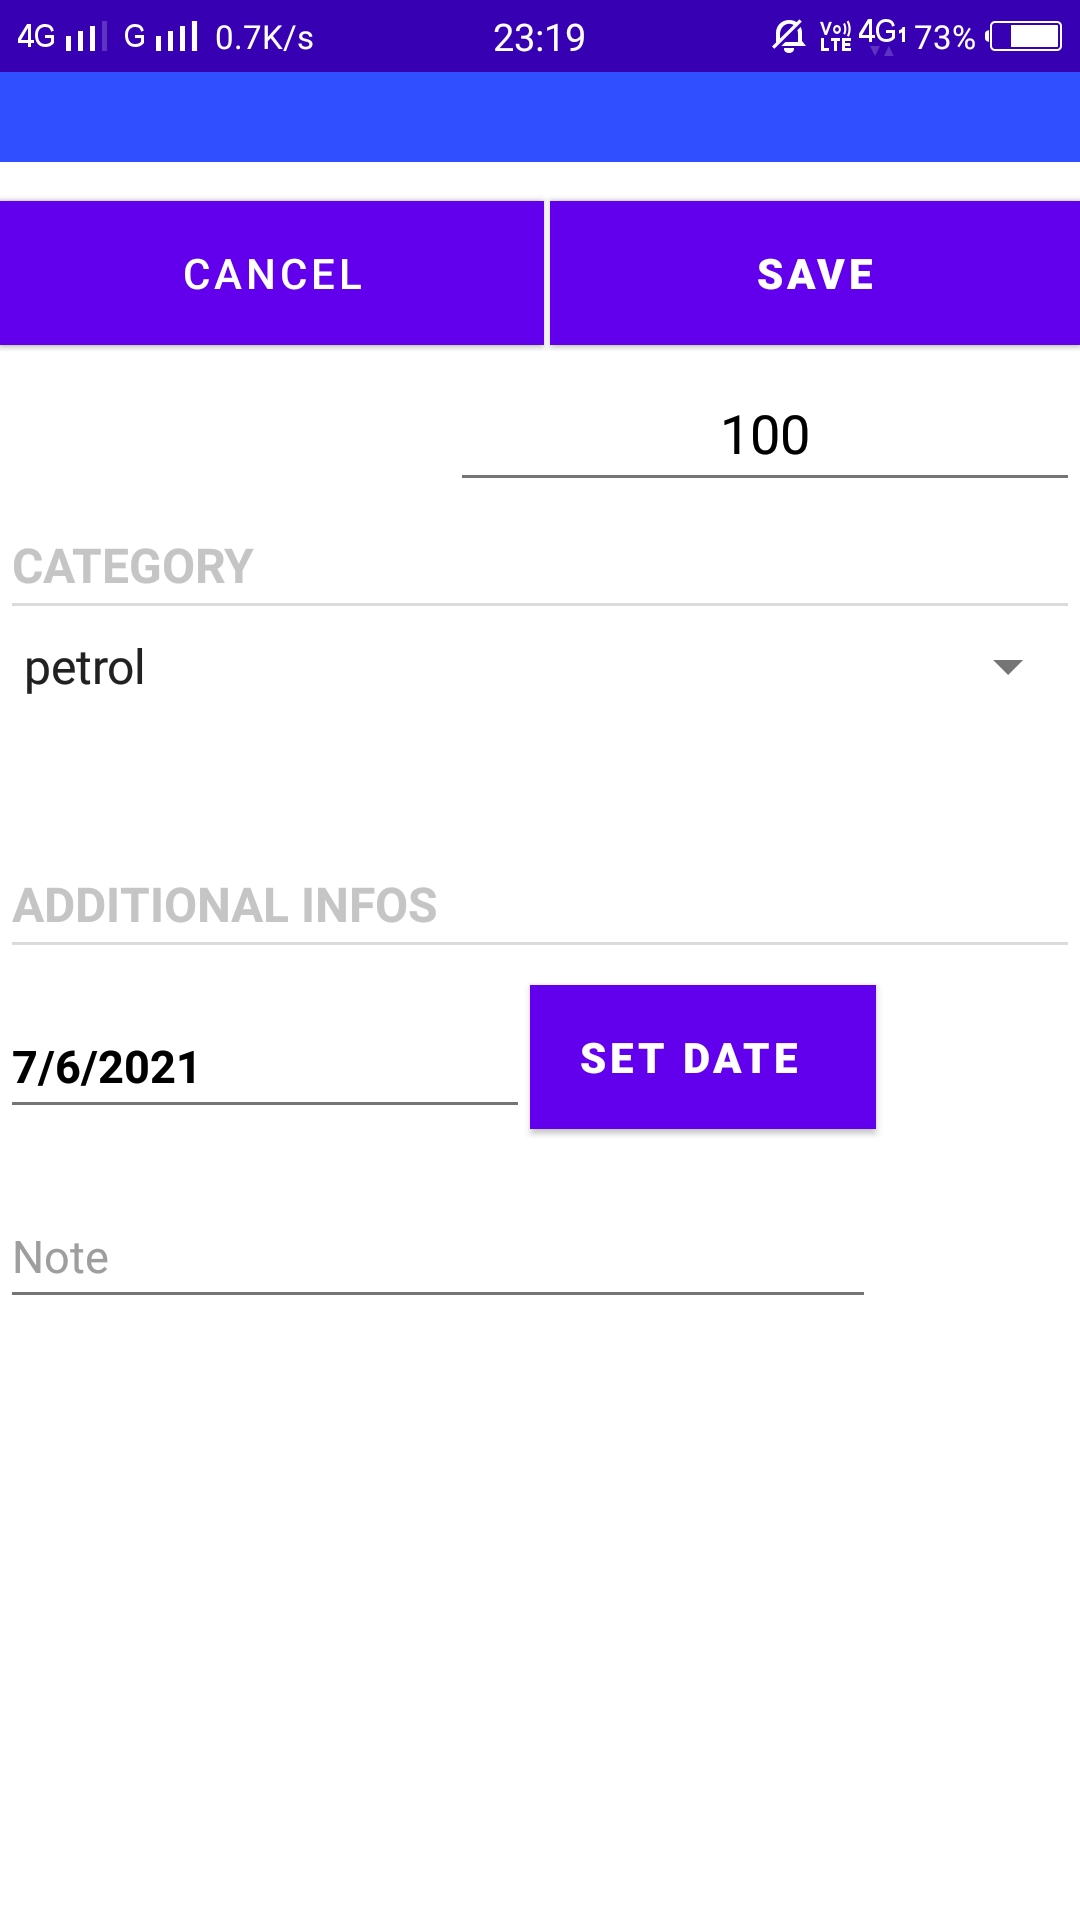 4G G 0.7K/s 23:19 Vo)) LTE 4G1 73%
CANCEL SAVE
100
CATEGORY
petrol
ADDITIONAL INFOS
7/6/2021 SET DATE
Note